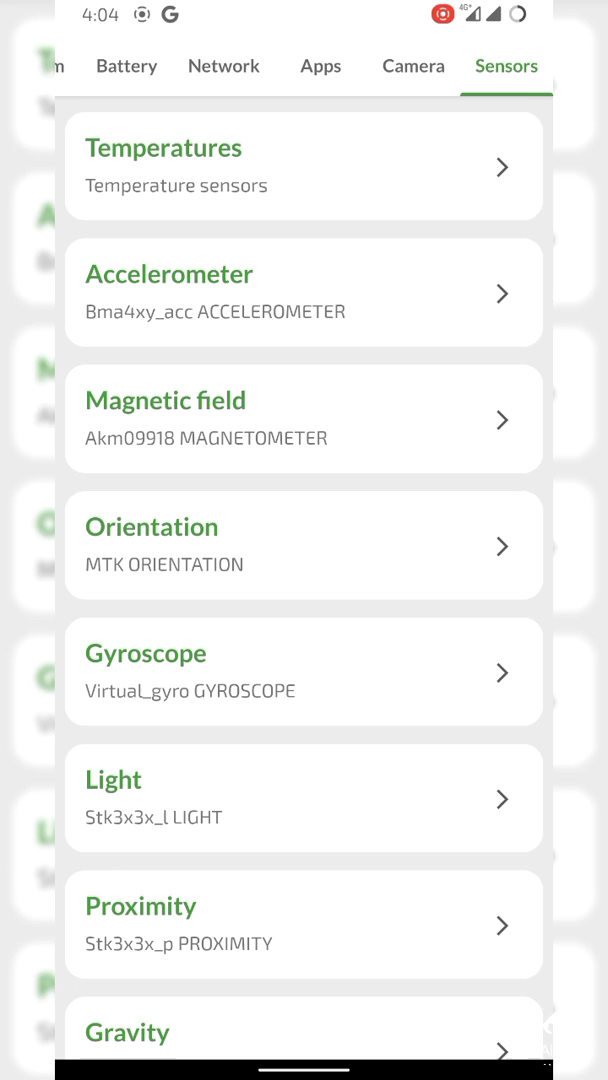 4:04 G 4G+
m Battery Network Apps Camera Sensors
Temperatures
Temperature sensors
Accelerometer
Bma4xy_acc ACCELEROMETER
Magnetic field
Akm09918 MAGNETOMETER
Orientation
MTK ORIENTATION
Gyroscope
Virtual_gyro GYROSCOPE
Light
Stk3x3x_l LIGHT
Proximity
Stk3x3x_p PROXIMITY
Gravity